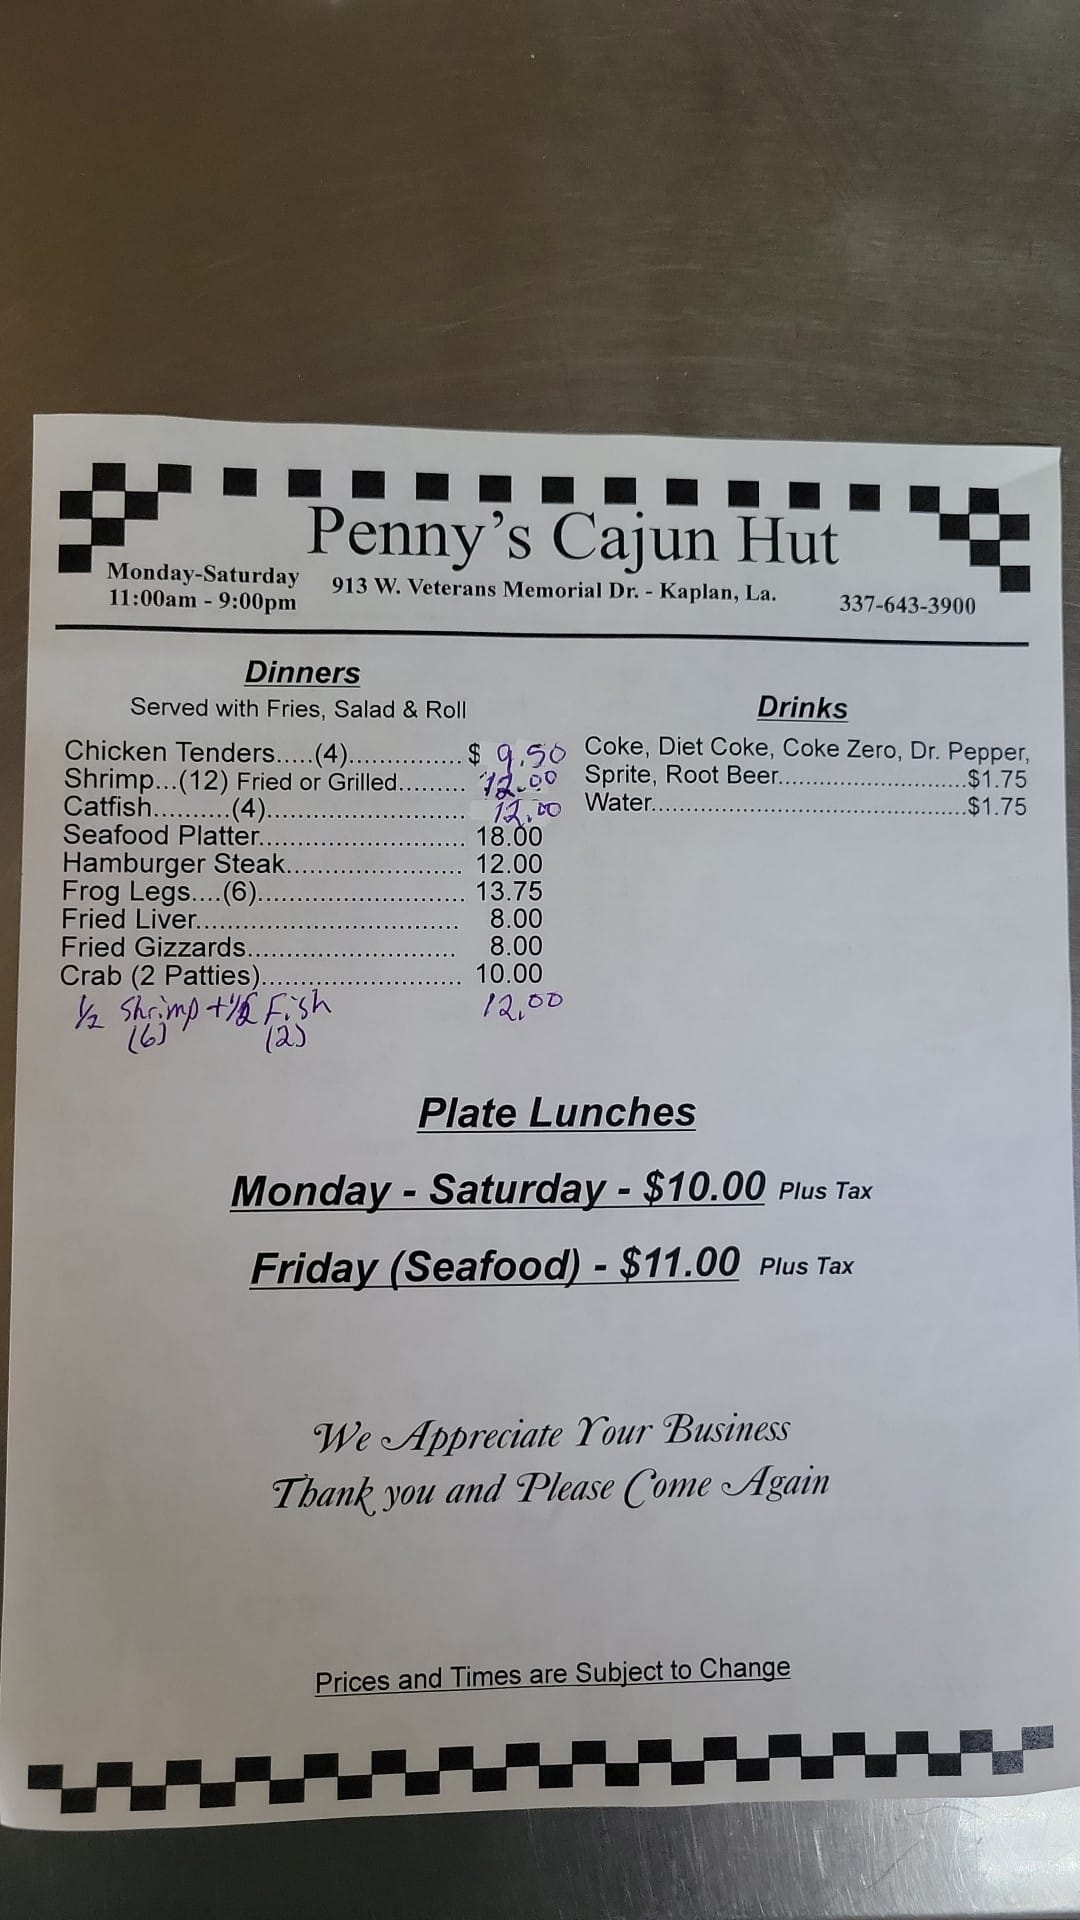 Penny's Cajun Hut
Monday-Saturday
11:00am - 9:00pm
913 W. Veterans Memorial Dr. - Kaplan, La.
337-643-3900
Dinners
Served with Fries, Salad & Roll
Chicken Tenders.....(4)................ $ 9.50
Shrimp...(12) Fried or Grilled......... 12.00
Catfish..........(4)............................ 12.00
Seafood Platter............................ 18.00
Hamburger Steak........................ 12.00
Frog Legs....(6)............................ 13.75
Fried Liver.................................... 8.00
Fried Gizzards............................. 8.00
Crab (2 Patties)........................... 10.00
1/2 Shrimp + 1/2 Fish 12.00
(6) (2)
Drinks
Coke, Diet Coke, Coke Zero, Dr. Pepper,
Sprite, Root Beer..........................$1.75
Water.............................................$1.75
Plate Lunches
Monday - Saturday - $10.00 Plus Tax
Friday (Seafood) - $11.00 Plus Tax
We Appreciate Your Business
Thank you and Please Come Again
Prices and Times are Subject to Change